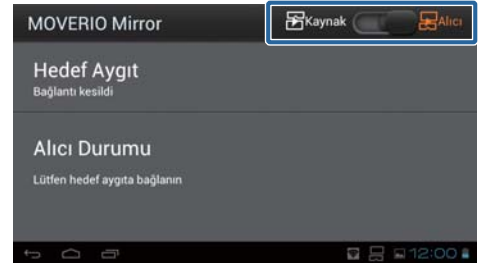 MOVERIO Mirror
Kaynak
Alıcı
Hedef Aygıt
Bağlantı kesildi
Alıcı Durumu
Lütfen hedef aygıta bağlanın
12:00